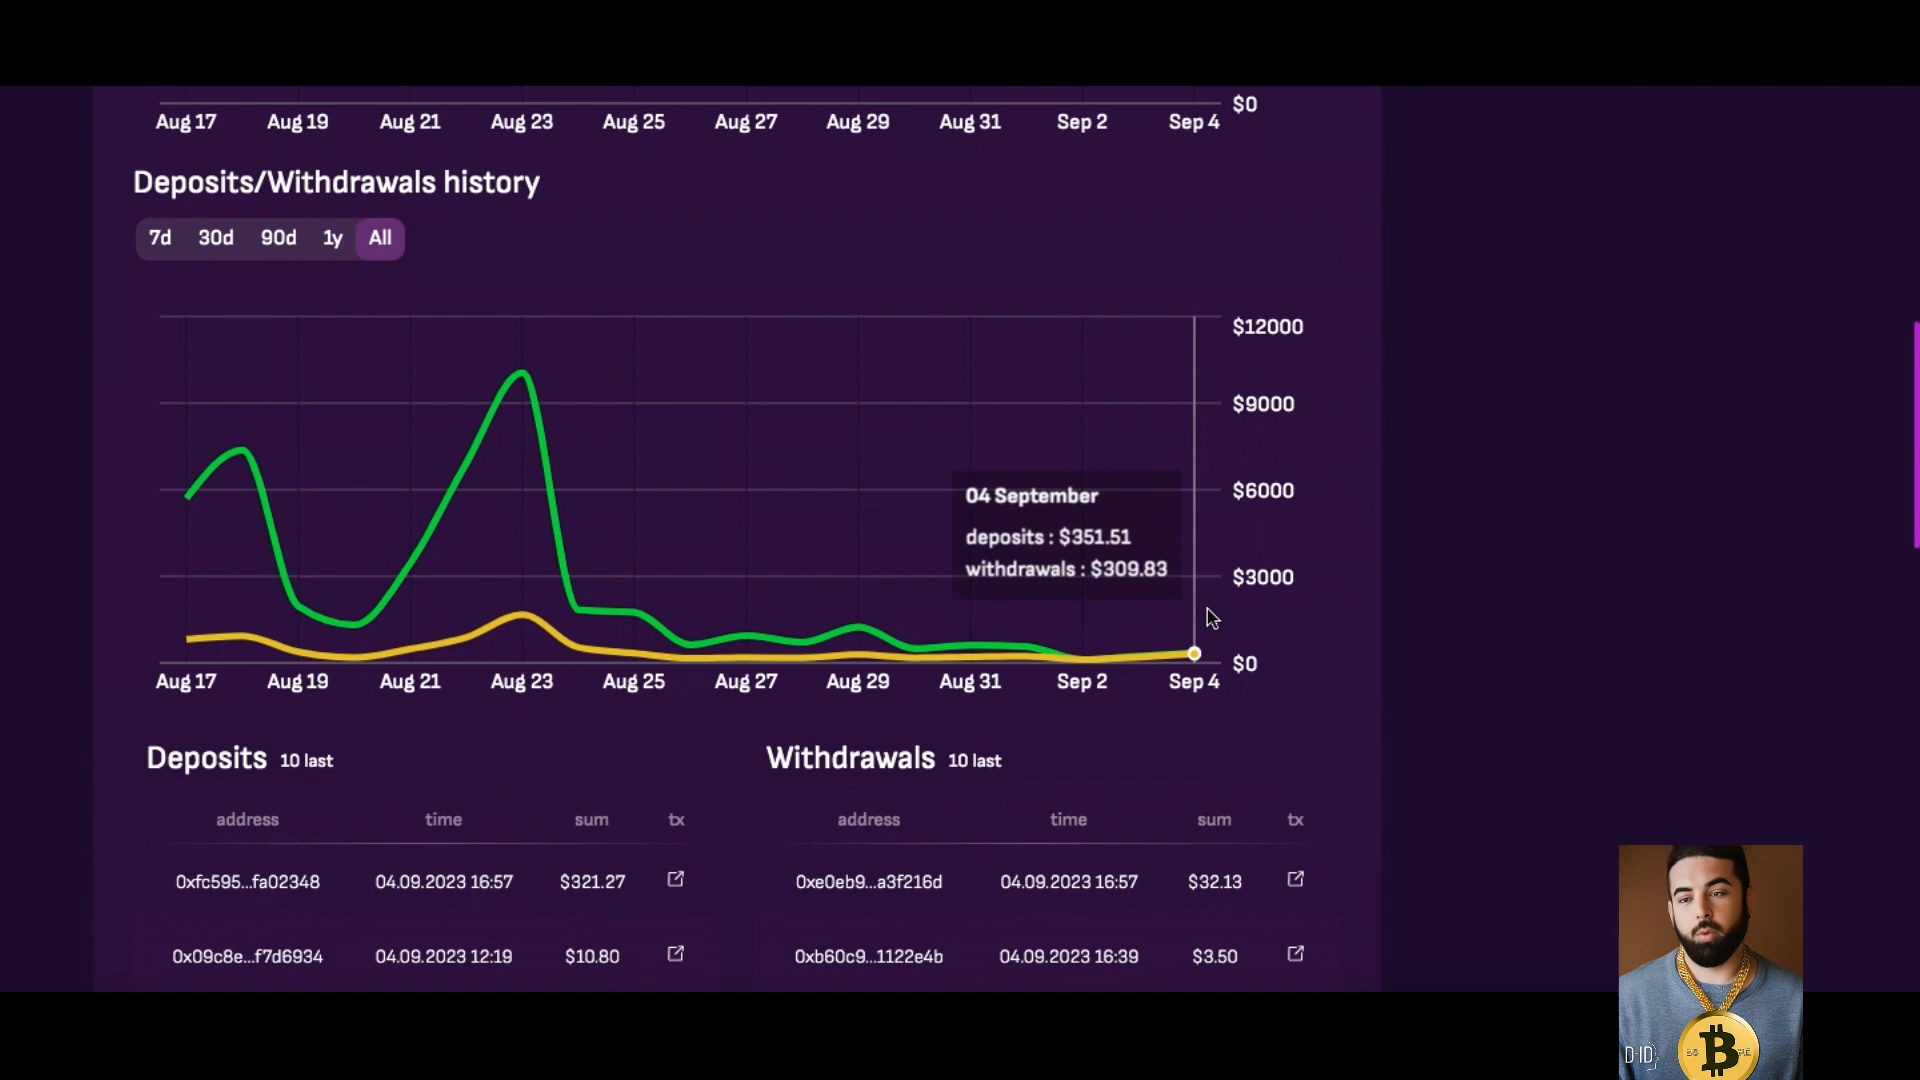 $0
Aug 17 Aug 19 Aug 21 Aug 23 Aug 25 Aug 27 Aug 29 Aug 31 Sep 2 Sep 4
Deposits/Withdrawals history
7d 30d 90d 1y All
$12000
$9000
$6000
$3000
$0
04 September
deposits : $351.51
withdrawals : $309.83
Aug 17 Aug 19 Aug 21 Aug 23 Aug 25 Aug 27 Aug 29 Aug 31 Sep 2 Sep 4
Deposits 10 last
address time sum tx
0xfc595...fa02348 04.09.2023 16:57 $321.27
0x09c8e...f7d6934 04.09.2023 12:19 $10.80
Withdrawals 10 last
address time sum tx
0xe0eb9...a3f216d 04.09.2023 16:57 $32.13
0xb60c9...1122e4b 04.09.2023 16:39 $3.50
D-ID